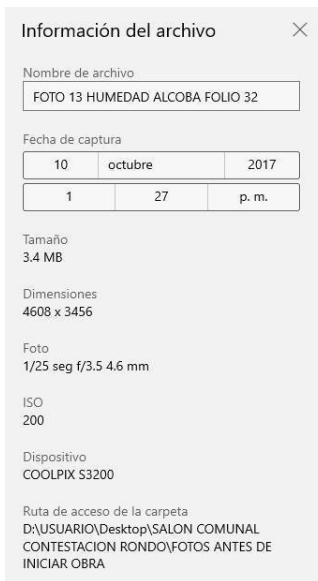 Información del archivo
Nombre de archivo
FOTO 13 HUMEDAD ALCOBA FOLIO 32
Fecha de captura
10 octubre 2017
1 27 p. m.
Tamaño
3.4 MB
Dimensiones
4608 x 3456
Foto
1/25 seg f/3.5 4.6 mm
ISO
200
Dispositivo
COOLPIX S3200
Ruta de acceso de la carpeta
D:\USUARIO\Desktop\SALON COMUNAL
CONTESTACION RONDO\FOTOS ANTES DE
INICIAR OBRA